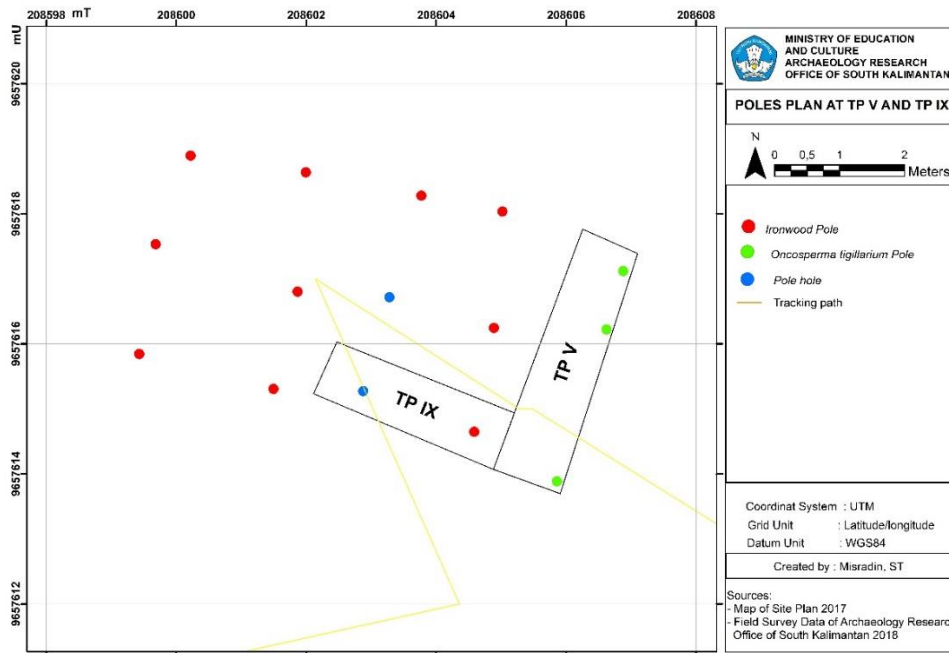 208598 mT 208600 208602 208604 208606 208608
mU
9657620
9657618
9657616
9657614
9657612
TP V
TP IX
MINISTRY OF EDUCATION
AND CULTURE
ARCHAEOLOGY RESEARCH
OFFICE OF SOUTH KALIMANTAN
POLES PLAN AT TP V AND TP IX
N
0 0,5 1 2
Meters
Ironwood Pole
Oncosperma tigillarium Pole
Pole hole
Tracking path
Coordinat System : UTM
Grid Unit : Latitude/longitude
Datum Unit : WGS84
Created by : Misradin, ST
Sources:
- Map of Site Plan 2017
- Field Survey Data of Archaeology Researc
Office of South Kalimantan 2018